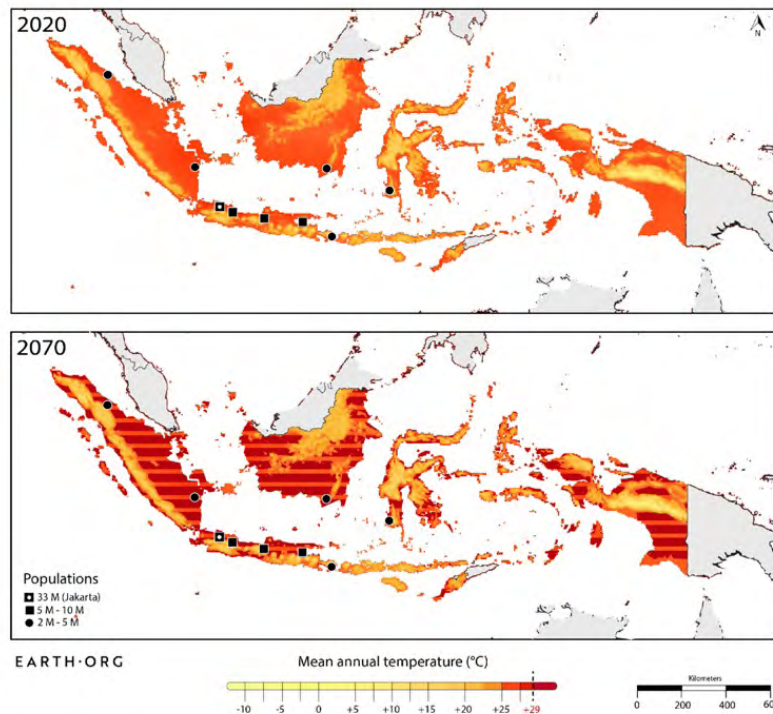 2020
N
2070
Populations
33 M (Jakarta)
5 M - 10 M
2 M - 5 M
EARTH·ORG
Mean annual temperature (°C)
-10 -5 0 +5 +10 +15 +20 +25 +29
Kilometers
0 200 400 60